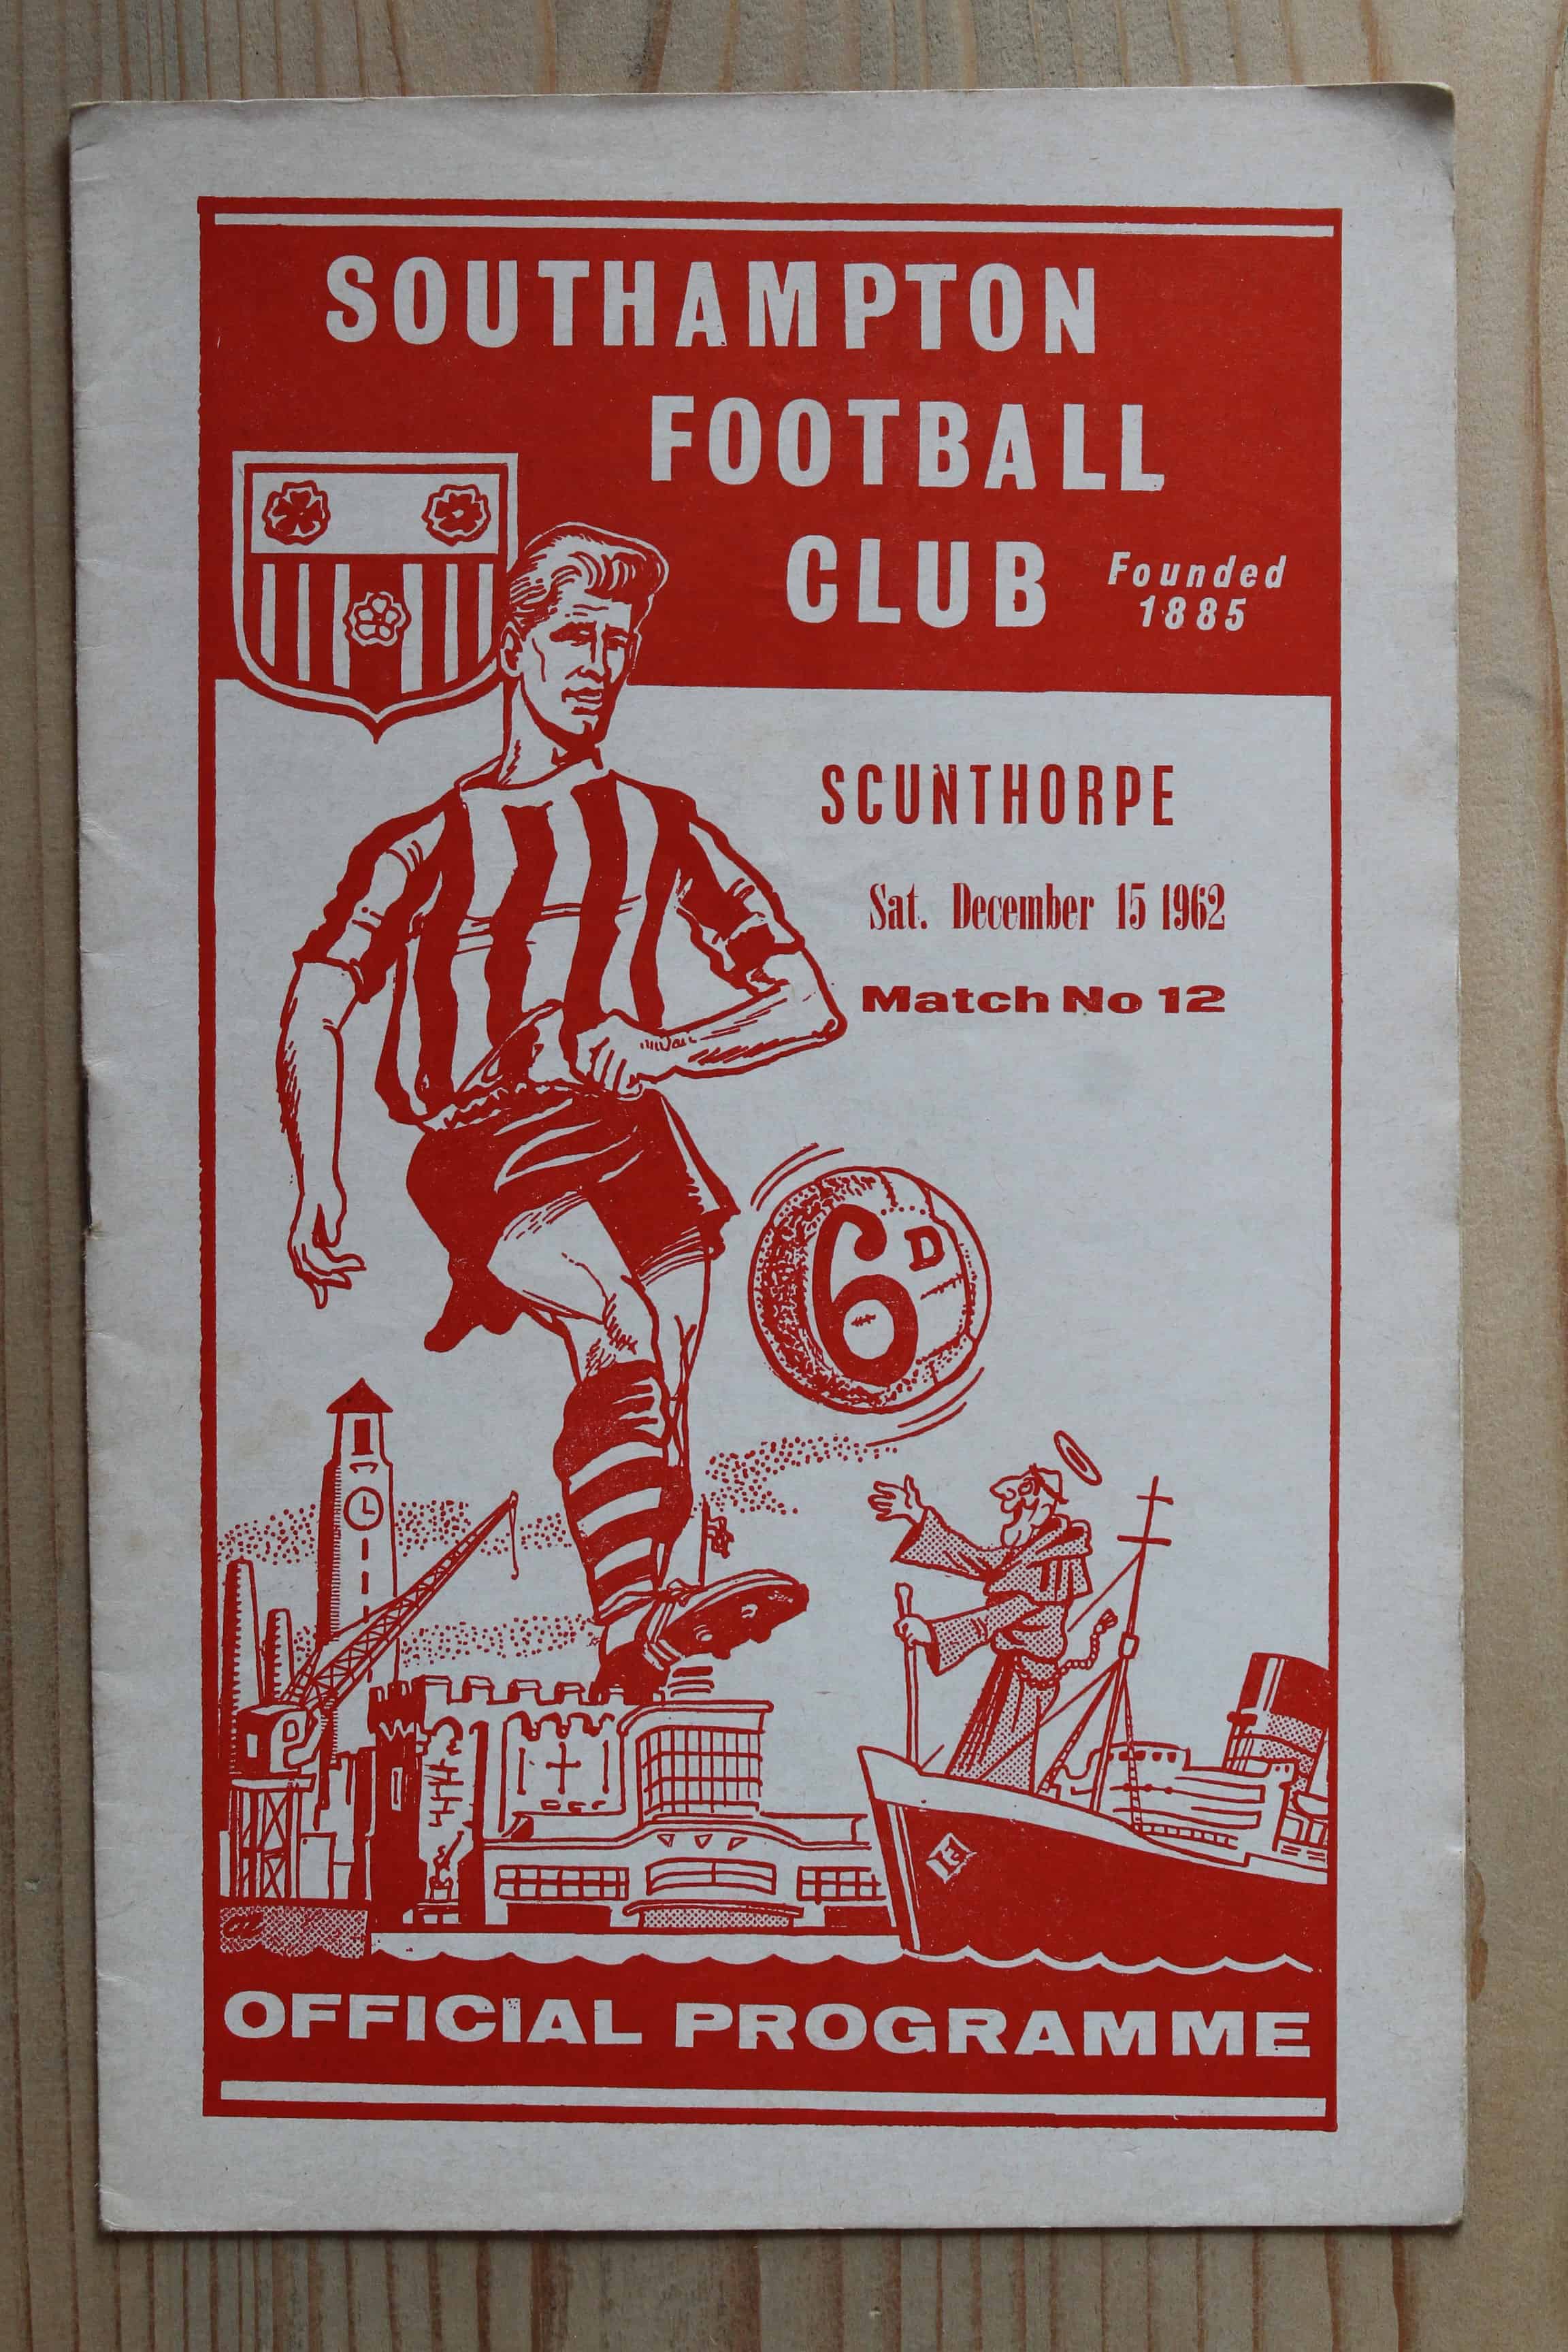 SOUTHAMPTON
FOOTBALL
CLUB
Founded
1885
SCUNTHORPE
Sat. December 15 1962
Match No 12
6D
OFFICIAL PROGRAMME